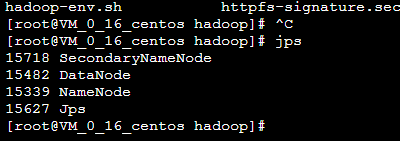 hadoop-env.sh httpfs-signature.sec
[root@VM_0_16_centos hadoop]# ^C
[root@VM_0_16_centos hadoop]# jps
15718 SecondaryNameNode
15482 DataNode
15339 NameNode
15627 Jps
[root@VM_0_16_centos hadoop]#